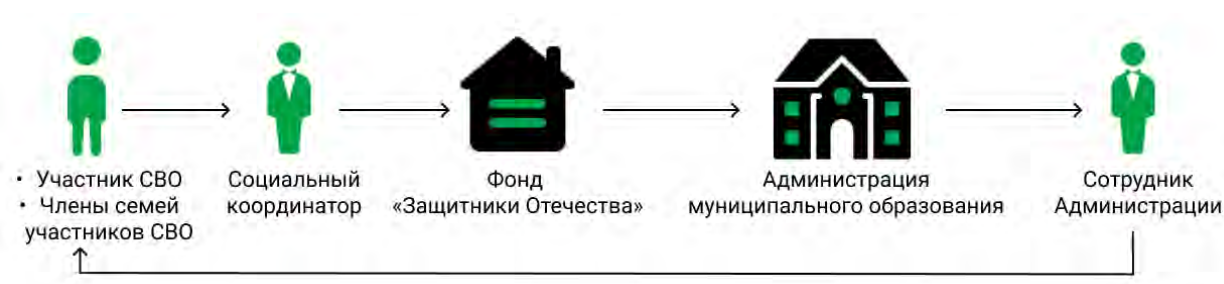 • Участник СВО
• Члены семей
участников СВО
Социальный
координатор
Фонд
«Защитники Отечества»
Администрация
муниципального образования
Сотрудник
Администрации